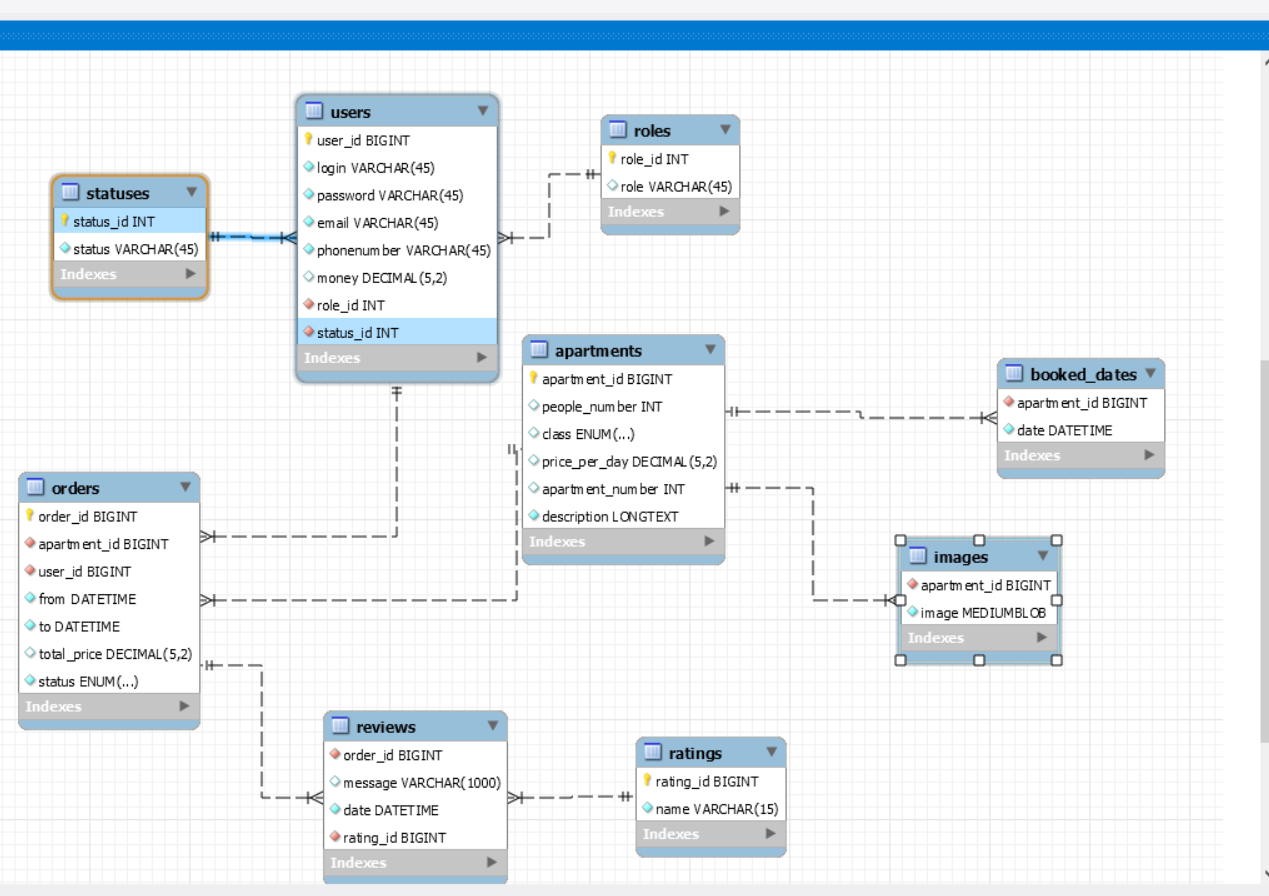 users
user_id BIGINT
login VARCHAR(45)
password VARCHAR(45)
email VARCHAR(45)
phonenumber VARCHAR(45)
money DECIMAL(5,2)
role_id INT
status_id INT
Indexes
roles
role_id INT
role VARCHAR(45)
Indexes
statuses
status_id INT
status VARCHAR(45)
Indexes
apartments
apartment_id BIGINT
people_number INT
class ENUM(...)
price_per_day DECIMAL(5,2)
apartment_number INT
description LONGTEXT
Indexes
booked_dates
apartment_id BIGINT
date DATETIME
Indexes
orders
order_id BIGINT
apartment_id BIGINT
user_id BIGINT
from DATETIME
to DATETIME
total_price DECIMAL(5,2)
status ENUM(...)
Indexes
images
apartment_id BIGINT
image MEDIUMBLOB
Indexes
reviews
order_id BIGINT
message VARCHAR(1000)
date DATETIME
rating_id BIGINT
Indexes
ratings
rating_id BIGINT
name VARCHAR(15)
Indexes